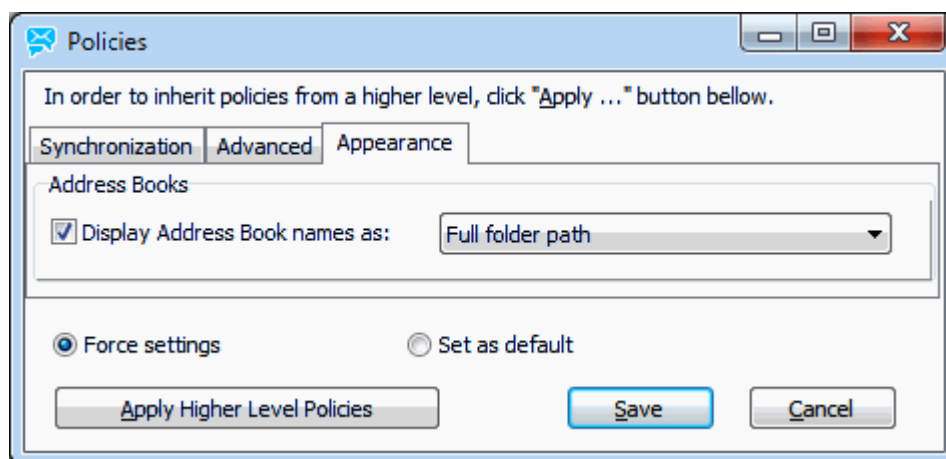 Policies
In order to inherit policies from a higher level, click "Apply ..." button bellow.
Synchronization Advanced Appearance
Address Books
Display Address Book names as: Full folder path
Force settings Set as default
Apply Higher Level Policies Save Cancel